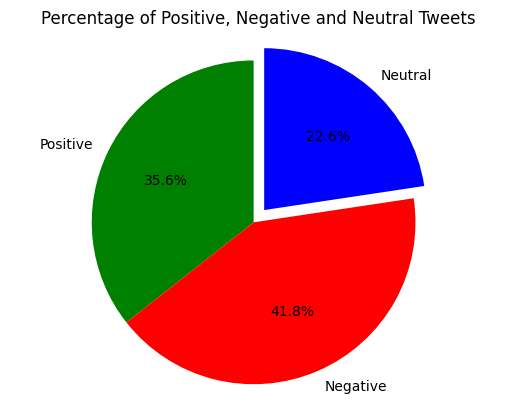 Percentage of Positive, Negative and Neutral Tweets
Neutral
22.6%
Positive
35.6%
41.8%
Negative